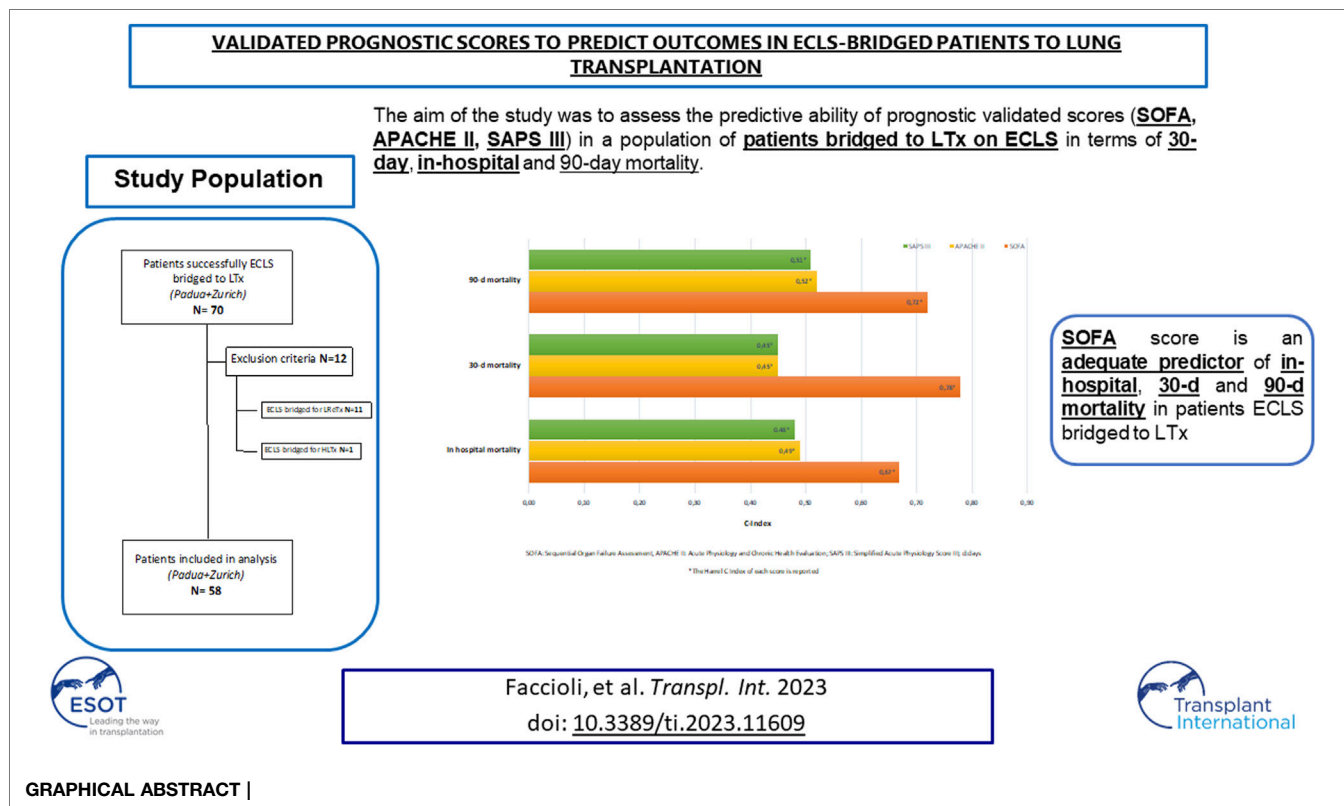 VALIDATED PROGNOSTIC SCORES TO PREDICT OUTCOMES IN ECLS-BRIDGED PATIENTS TO LUNG
TRANSPLANTATION
The aim of the study was to assess the predictive ability of prognostic validated scores (SOFA,
APACHE II, SAPS III) in a population of patients bridged to LTx on ECLS in terms of 30-
day, in-hospital and 90-day mortality.
Study Population
Patients successfully ECLS
bridged to LTx
(Padua+Zurich)
N= 70
Exclusion criteria N=12
ECLS bridged for LReTx N=11
ECLS bridged for HLTx N=1
Patients included in analysis
(Padua+Zurich)
N= 58
SAPS III
APACHE II
SOFA
90-d mortality
0,51*
0,52*
0,72*
30-d mortality
0,45*
0,45*
0,78*
In hospital mortality
0,48*
0,49*
0,67*
0,00
0,10
0,20
0,30
0,40
0,50
0,60
0,70
0,80
0,90
C-Index
SOFA: Sequential Organ Failure Assessment, APACHE II: Acute Physiology and Chronic Health Evaluation; SAPS III: Simplified Acute Physiology Score III; d:days
* The Harrel C Index of each score is reported
SOFA score is an
adequate predictor of in-
hospital, 30-d and 90-d
mortality in patients ECLS
bridged to LTx
ESOT
Leading the way
in transplantation
Faccioli, et al. Transpl. Int. 2023
doi: 10.3389/ti.2023.11609
Transplant
International
GRAPHICAL ABSTRACT |